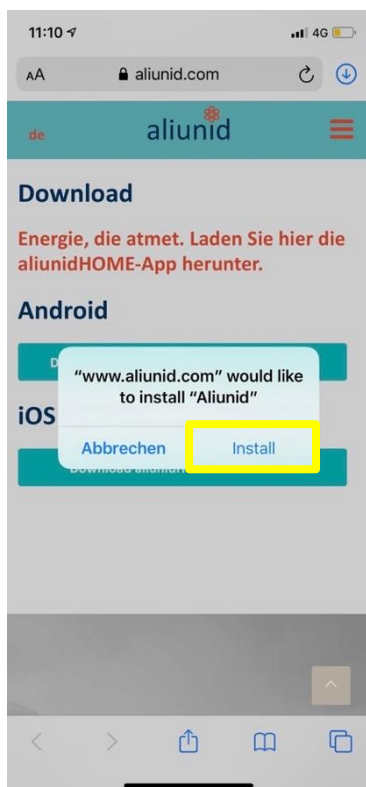 11:10 4G
AA aliunid.com
de aliunid
Download
Energie, die atmet. Laden Sie hier die
aliunidHOME-App herunter.
Android
D
"www.aliunid.com" would like
to install "Aliunid"
iOS
Abbrechen Install
Download